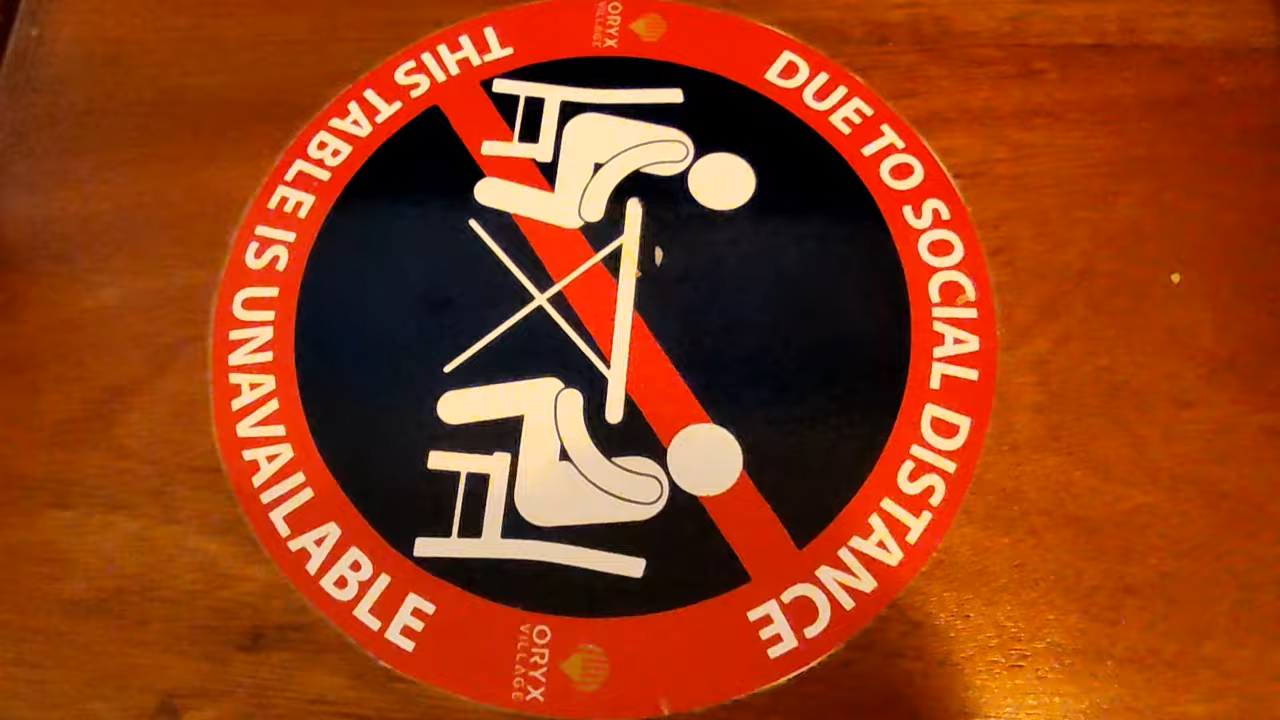 DUE TO SOCIAL DISTANCE
THIS TABLE IS UNAVAILABLE
ORYX
VILLAGE
ORYX
VILLAGE